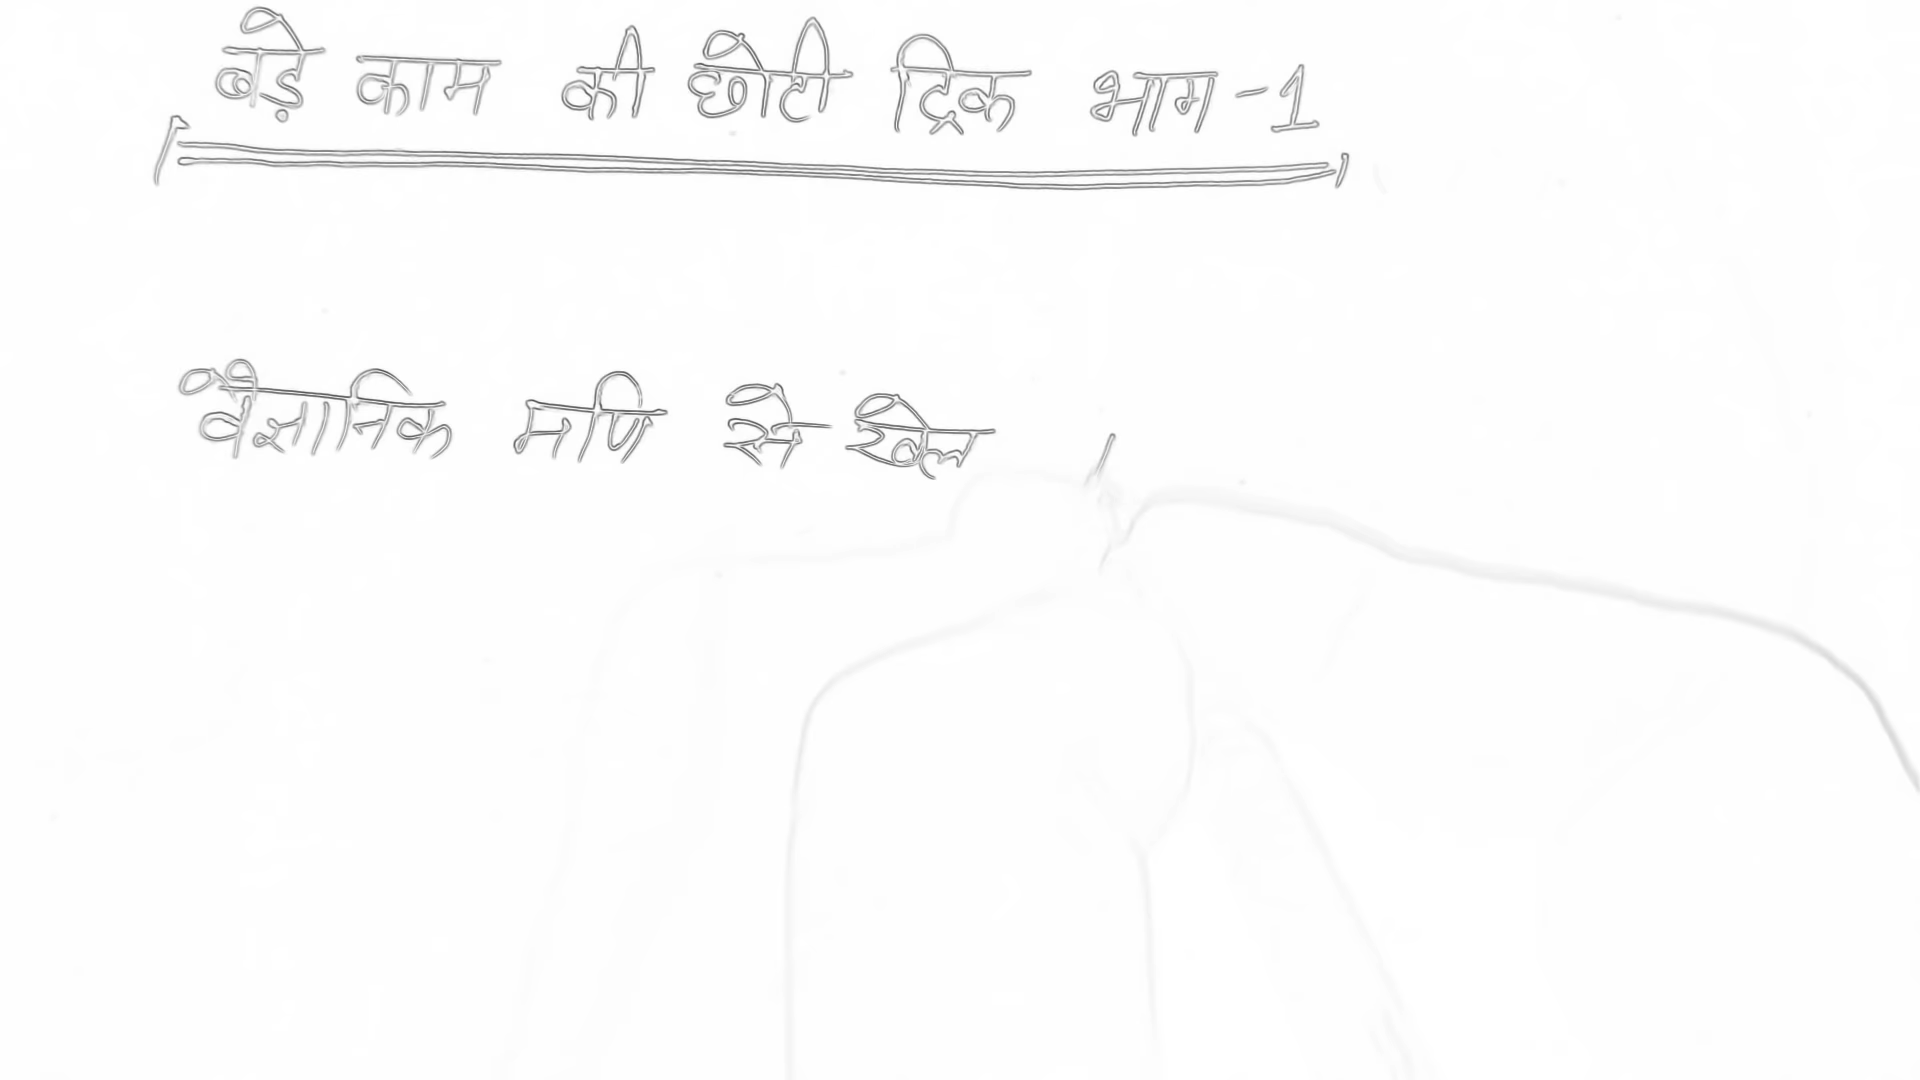 बड़े काम की छोटी ट्रिक भाग-1
वैज्ञानिक मणि से खेल